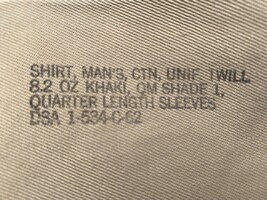 SHIRT, MAN'S, CTN, UNIF, TWILL
8.2 OZ KHAKI, QM SHADE 1,
QUARTER LENGTH SLEEVES
DSA 1-534-C-62